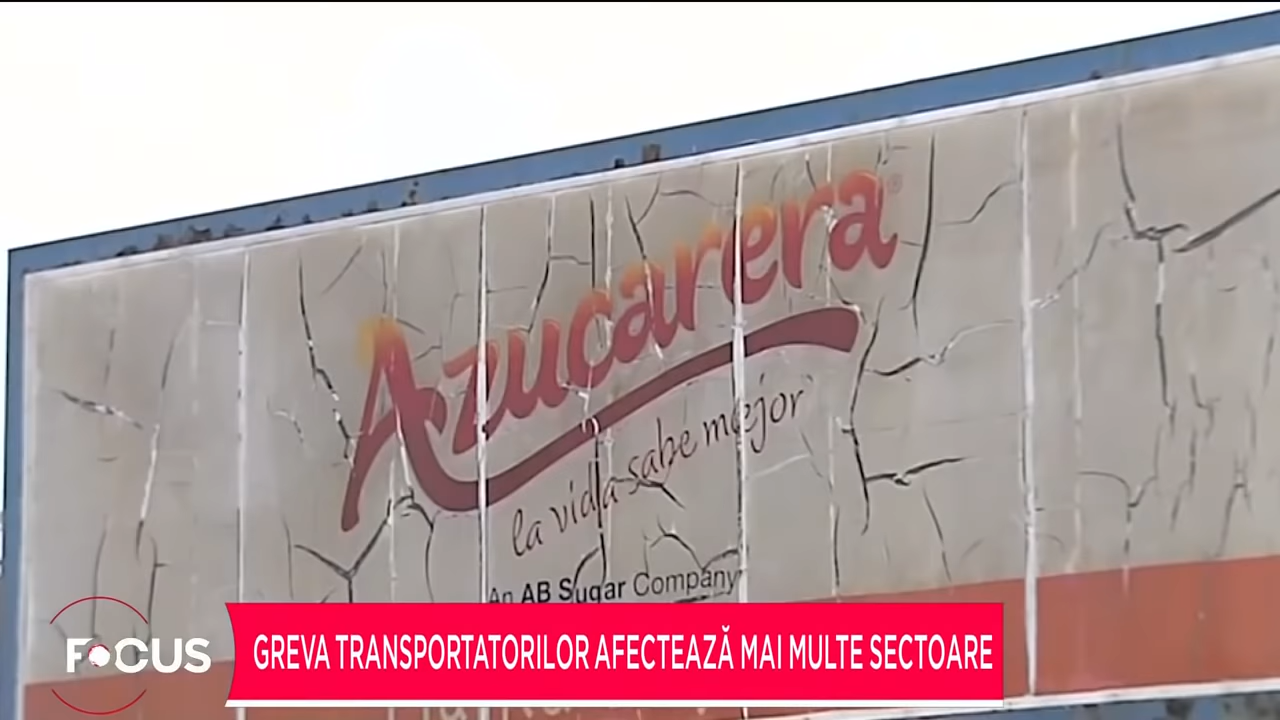 Azucarera®
la vida sabe mejor
An AB Sugar Company
FOCUS
GREVA TRANSPORTATORILOR AFECTEAZĂ MAI MULTE SECTOARE